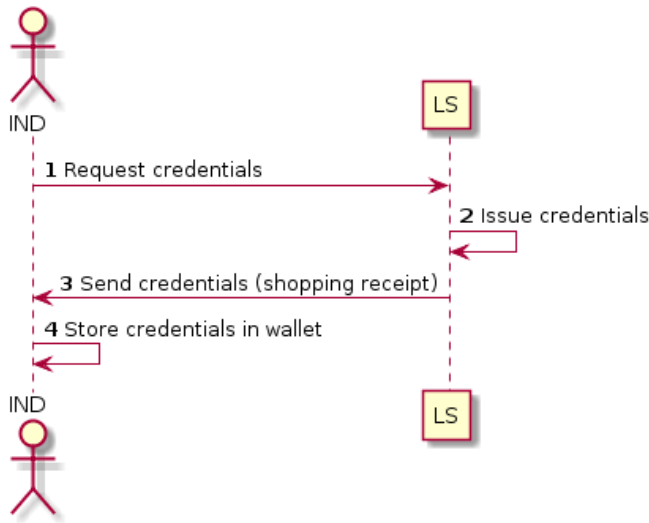 IND
LS
1 Request credentials
2 Issue credentials
3 Send credentials (shopping receipt)
4 Store credentials in wallet
IND
LS